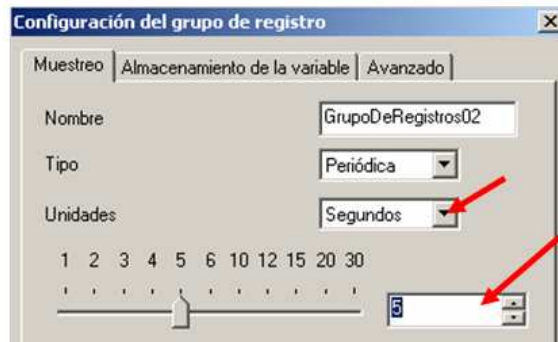 Configuración del grupo de registro
Muestreo Almacenamiento de la variable Avanzado
Nombre GrupoDeRegistros02
Tipo Periódica
Unidades Segundos
1 2 3 4 5 6 10 12 15 20 30
5